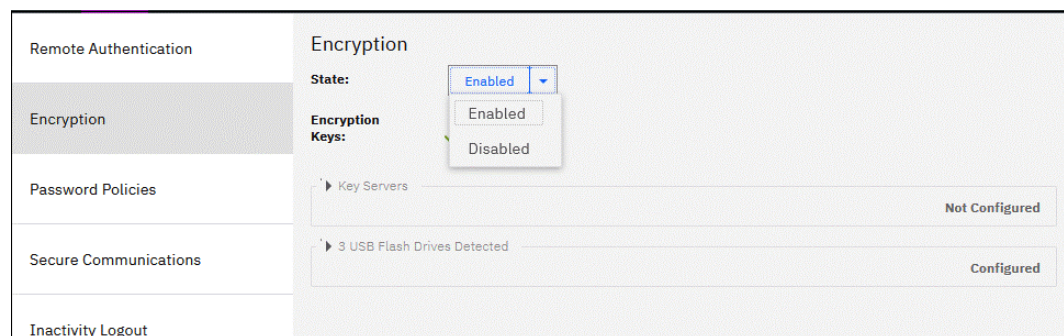 Remote Authentication
Encryption
Password Policies
Secure Communications
Inactivity Logout
Encryption
State:
Enabled
Enabled
Disabled
Encryption
Keys:
Key Servers
Not Configured
3 USB Flash Drives Detected
Configured